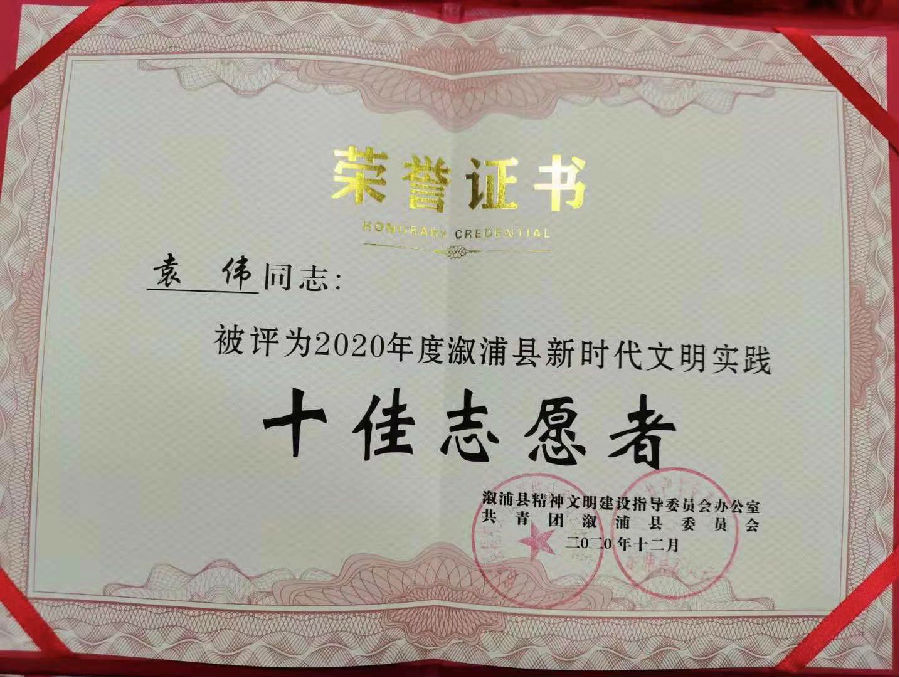 荣誉证书
HONORARY CREDENTIAL
袁 伟同志：
被评为2020年度溆浦县新时代文明实践
十佳志愿者
溆浦县精神文明建设指导委员会办公室
共青团溆浦县委员会
二〇二〇年十二月